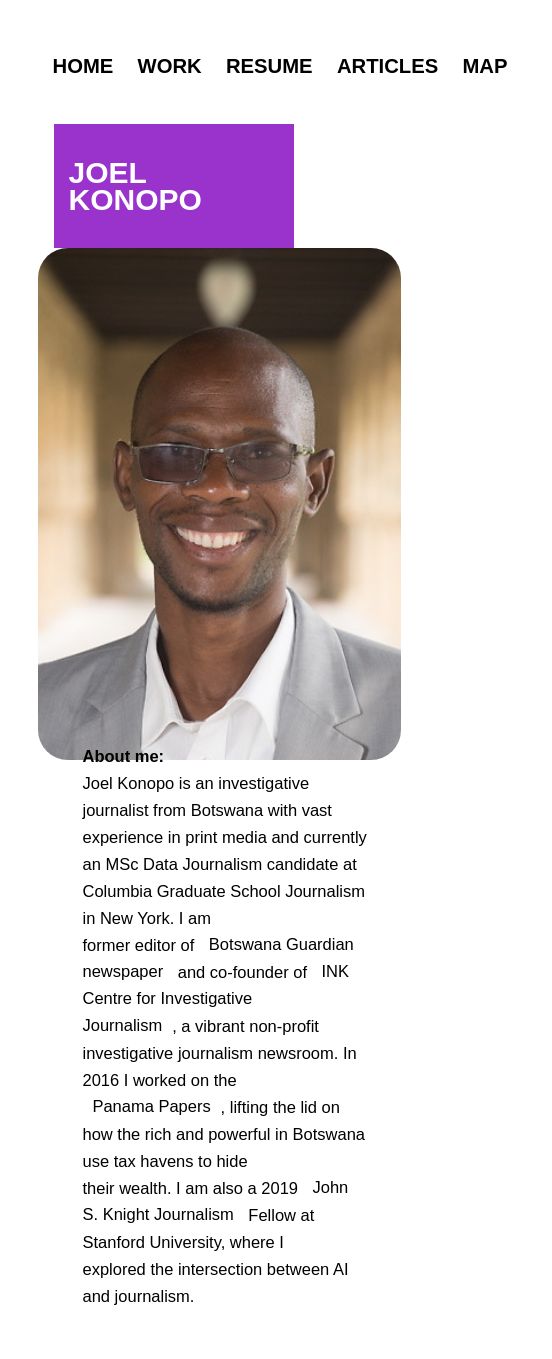 HOME WORK RESUME ARTICLES MAP
JOEL
KONOPO
About me:
Joel Konopo is an investigative
journalist from Botswana with vast
experience in print media and currently
an MSc Data Journalism candidate at
Columbia Graduate School Journalism
in New York. I am
former editor of Botswana Guardian
newspaper and co-founder of INK
Centre for Investigative
Journalism , a vibrant non-profit
investigative journalism newsroom. In
2016 I worked on the
Panama Papers , lifting the lid on
how the rich and powerful in Botswana
use tax havens to hide
their wealth. I am also a 2019 John
S. Knight Journalism Fellow at
Stanford University, where I
explored the intersection between AI
and journalism.